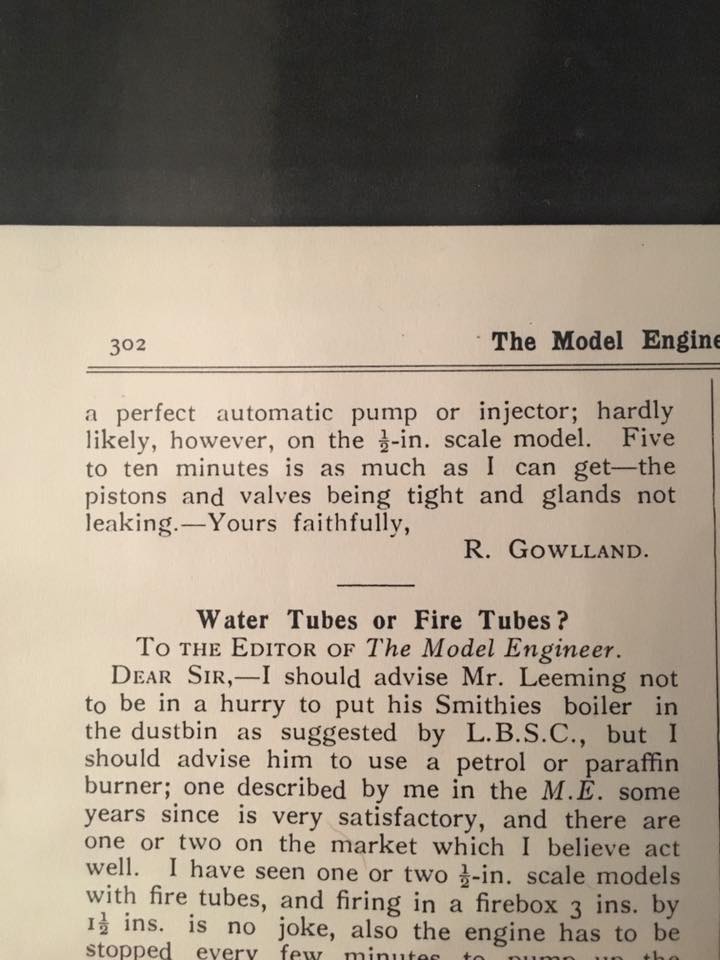 302
The Model Engine
a perfect automatic pump or injector; hardly
likely, however, on the ½-in. scale model. Five
to ten minutes is as much as I can get—the
pistons and valves being tight and glands not
leaking.—Yours faithfully,
R. GOWLLAND.
Water Tubes or Fire Tubes?
TO THE EDITOR OF The Model Engineer.
DEAR SIR,—I should advise Mr. Leeming not
to be in a hurry to put his Smithies boiler in
the dustbin as suggested by L.B.S.C., but I
should advise him to use a petrol or paraffin
burner; one described by me in the M.E. some
years since is very satisfactory, and there are
one or two on the market which I believe act
well. I have seen one or two ½-in. scale models
with fire tubes, and firing in a firebox 3 ins. by
1½ ins. is no joke, also the engine has to be
stopped every few minutes to pump up the